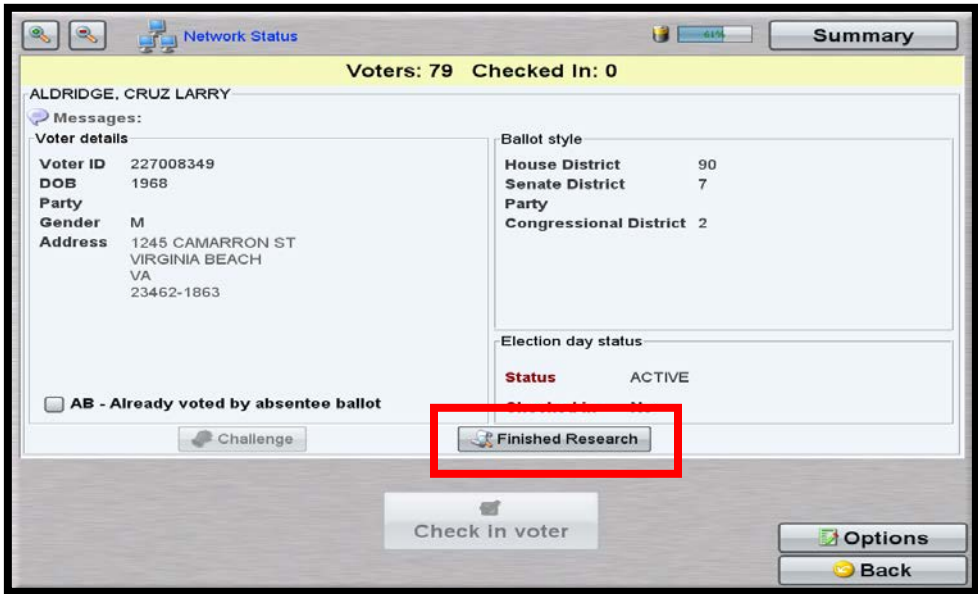 Network Status
61%
Summary
Voters: 79 Checked In: 0
ALDRIDGE, CRUZ LARRY
Messages:
Voter details
Voter ID 227008349
DOB 1968
Party
Gender M
Address 1245 CAMARRON ST
VIRGINIA BEACH
VA
23462-1863
AB - Already voted by absentee ballot
Ballot style
House District 90
Senate District 7
Party
Congressional District 2
Election day status
Status ACTIVE
Checked In No
Challenge
Finished Research
Check in voter
Options
Back